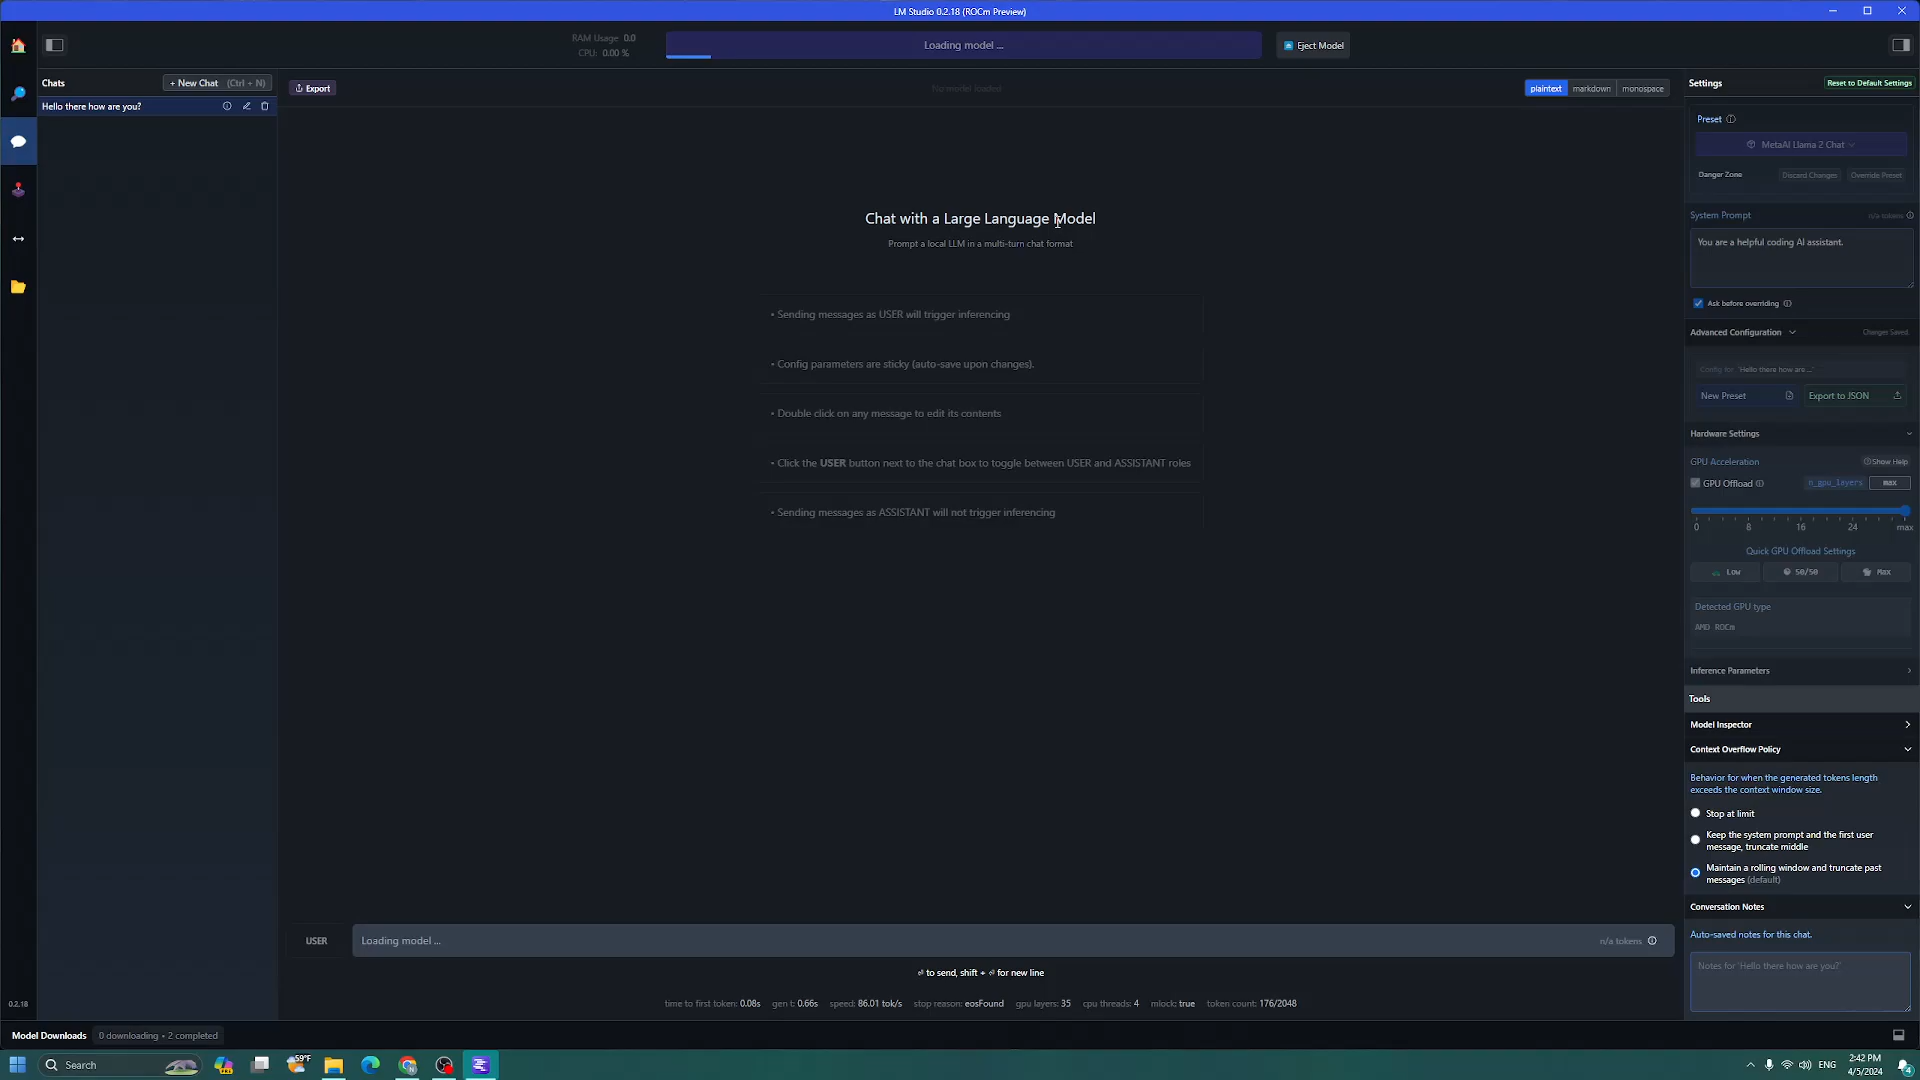 LM Studio 0.2.18 (ROCm Preview)
RAM Usage 0.0
CPU: 0.00 %
Loading model ...
Eject Model
Chats
+ New Chat (Ctrl + N)
Hello there how are you?
Export
No model loaded
plaintext markdown monospace
Chat with a Large Language Model
Prompt a local LLM in a multi-turn chat format
• Sending messages as USER will trigger inferencing
• Config parameters are sticky (auto-save upon changes).
• Double click on any message to edit its contents
• Click the USER button next to the chat box to toggle between USER and ASSISTANT roles
• Sending messages as ASSISTANT will not trigger inferencing
USER
Loading model ...
n/a tokens
⏎ to send, shift + ⏎ for new line
time to first token: 0.08s gen t: 0.66s speed: 86.01 tok/s stop reason: eosFound gpu layers: 35 cpu threads: 4 mlock: true token count: 176/2048
Settings
Reset to Default Settings
Preset
MetaAI Llama 2 Chat
Danger Zone Discard Changes Override Preset
System Prompt n/a tokens
You are a helpful coding AI assistant.
Ask before overriding
Advanced Configuration Changes Saved
Config for 'Hello there how are ...'
New Preset Export to JSON
Hardware Settings
GPU Acceleration Show Help
GPU Offload n_gpu_layers max
0 8 16 24 max
Quick GPU Offload Settings
Low 50/50 Max
Detected GPU type
AMD ROCm
Inference Parameters
Tools
Model Inspector
Context Overflow Policy
Behavior for when the generated tokens length
exceeds the context window size.
Stop at limit
Keep the system prompt and the first user
message, truncate middle
Maintain a rolling window and truncate past
messages (default)
Conversation Notes
Auto-saved notes for this chat.
Notes for 'Hello there how are you?'
0.2.18
Model Downloads 0 downloading • 2 completed
Search
59°F
ENG
2:42 PM
4/5/2024
4